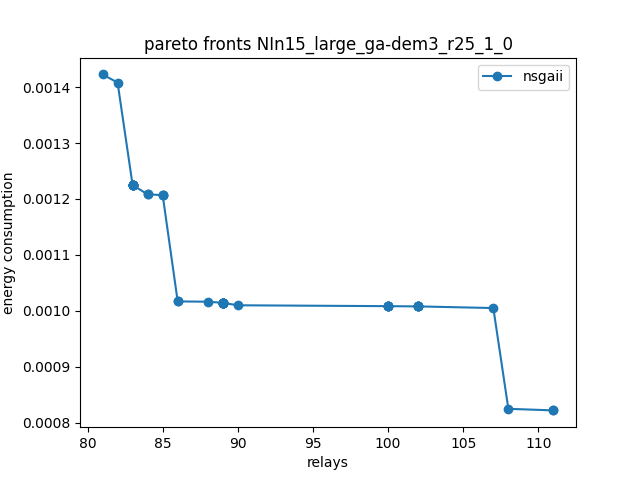 pareto fronts NIn15_large_ga-dem3_r25_1_0
nsgaii
energy consumption
0.0014
0.0013
0.0012
0.0011
0.0010
0.0009
0.0008
80 85 90 95 100 105 110
relays